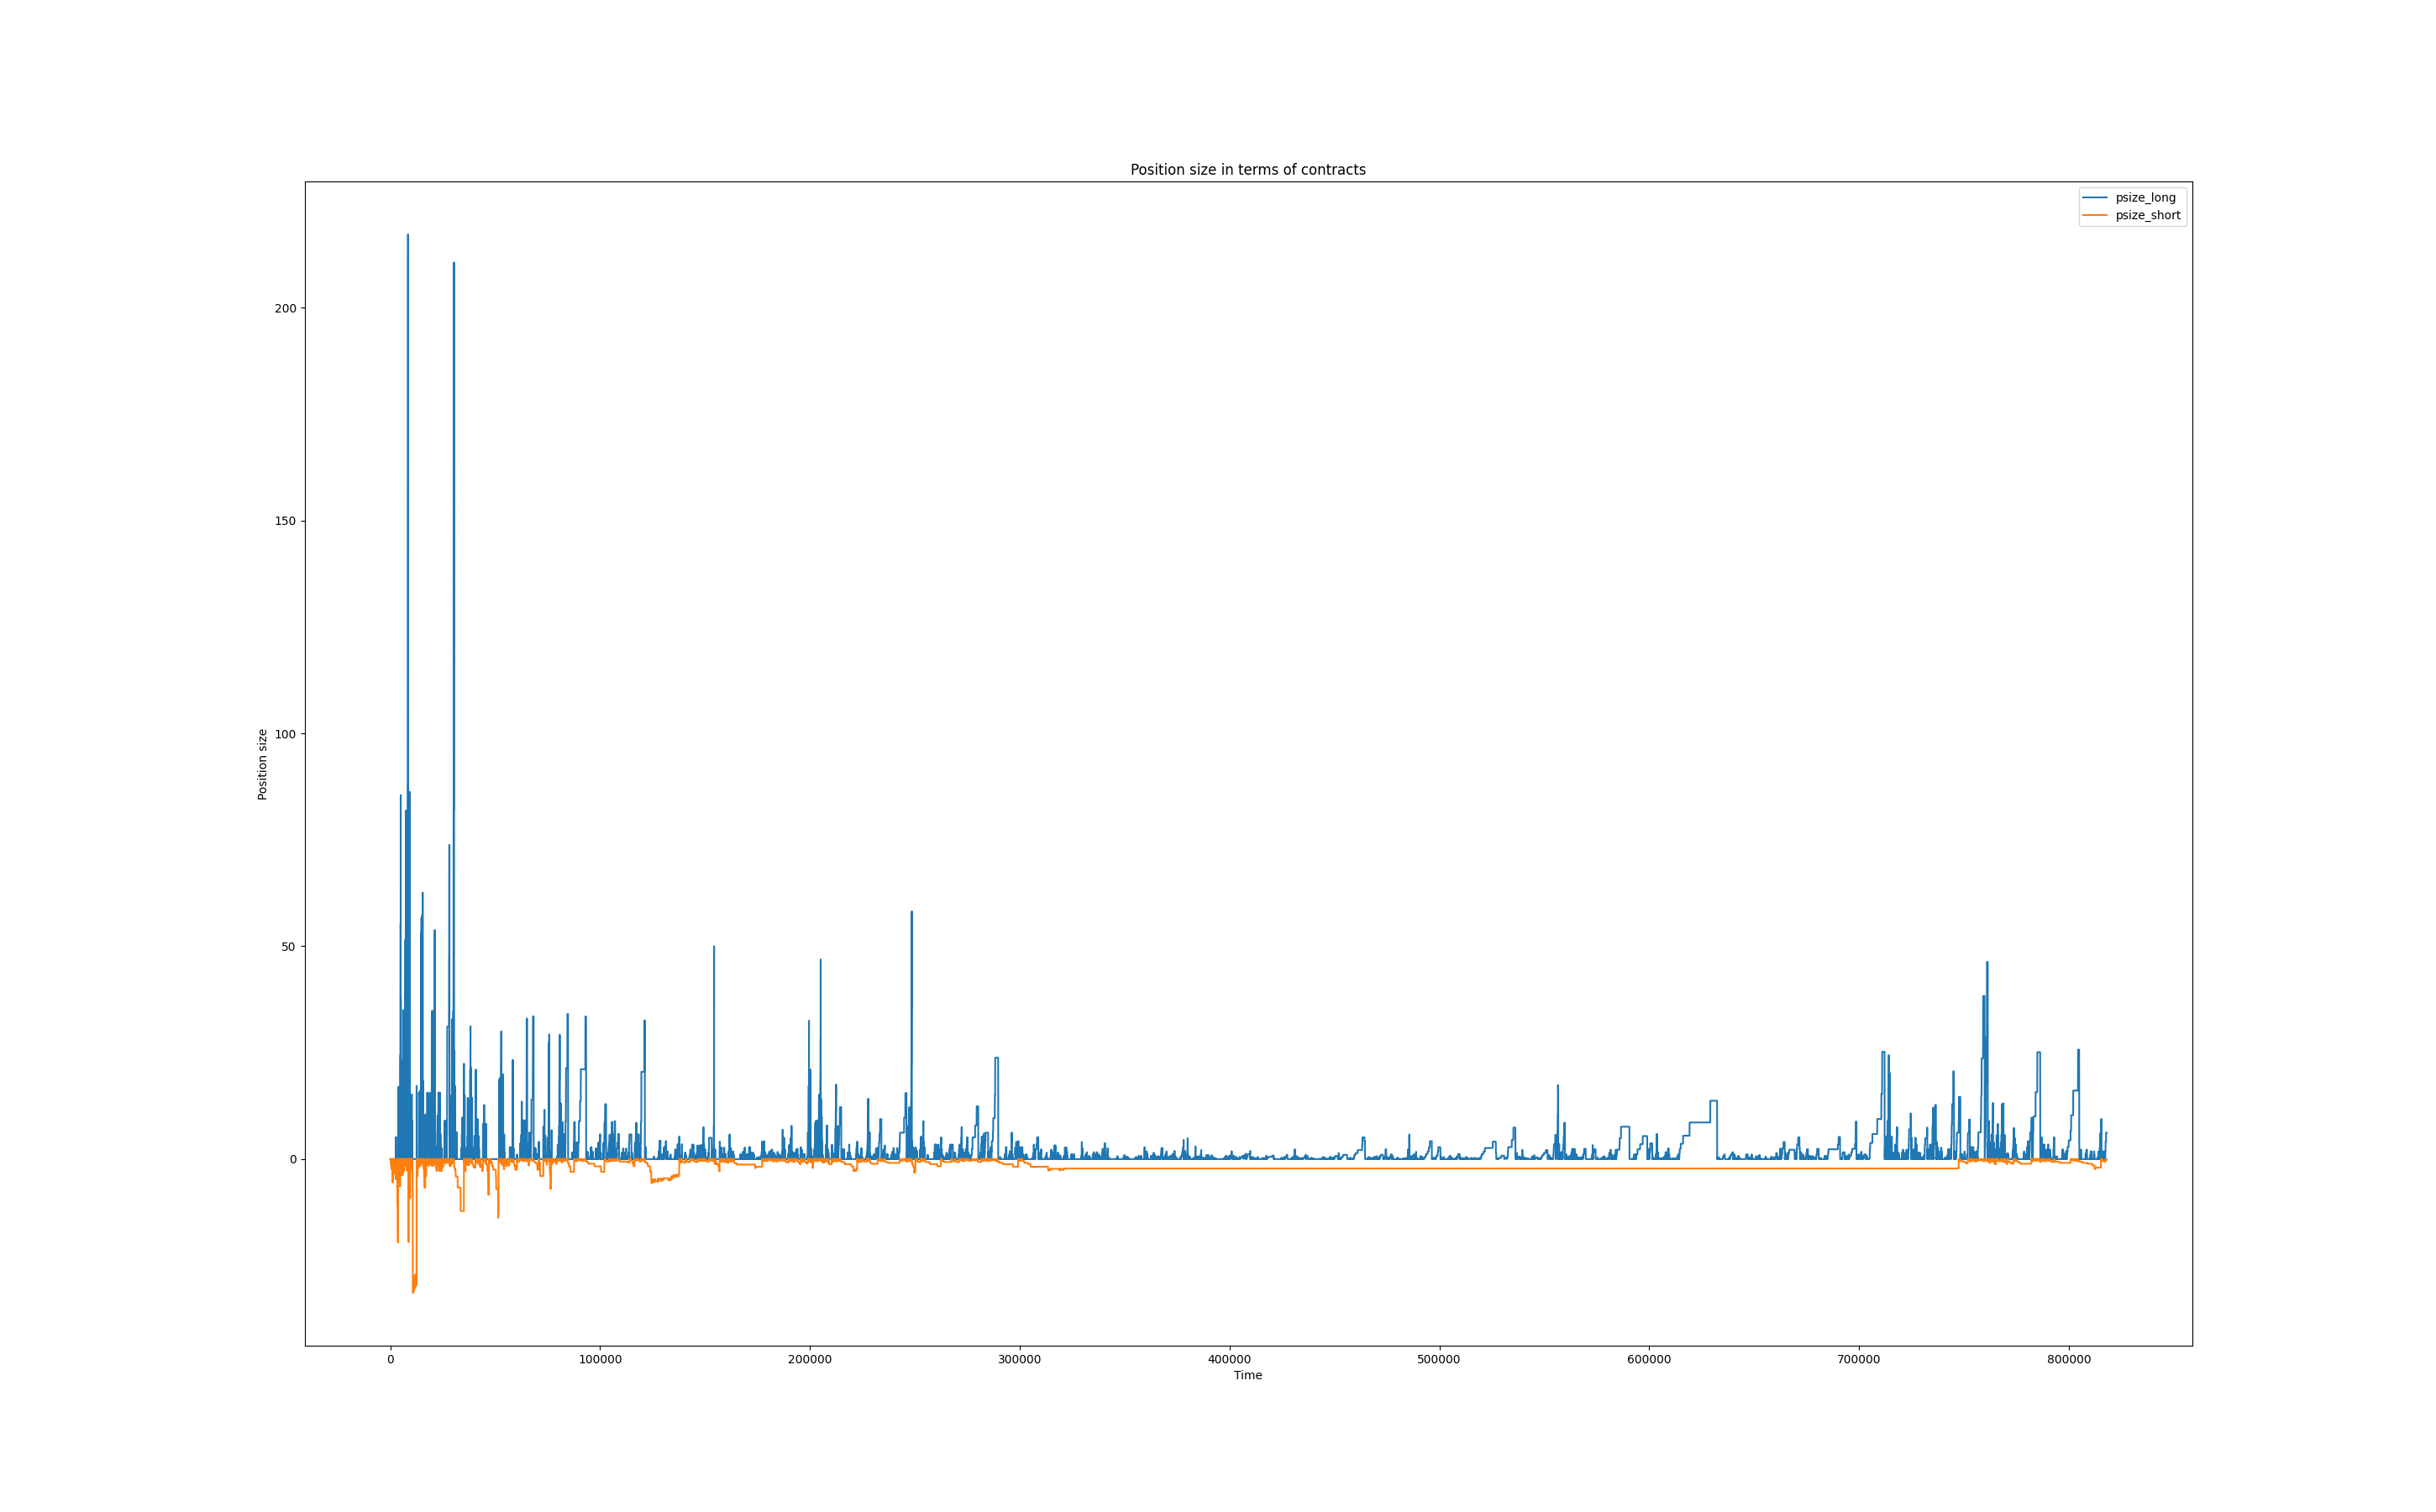 Position size in terms of contracts
psize_long
psize_short
Position size
200
150
100
50
0
0 100000 200000 300000 400000 500000 600000 700000 800000
Time